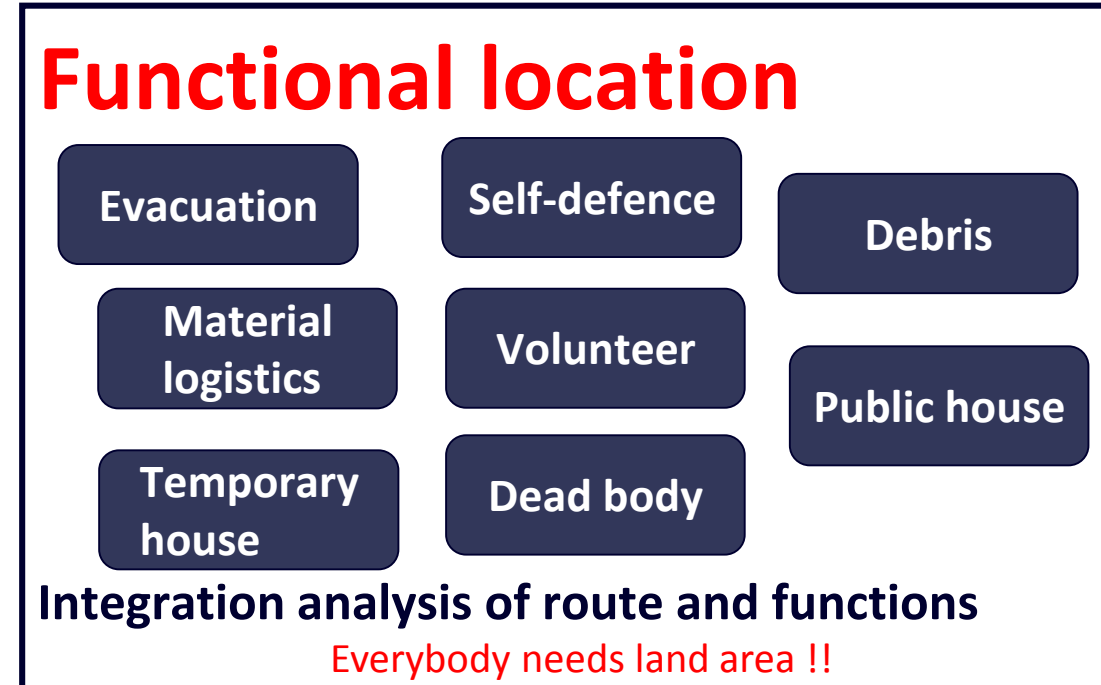 Functional location
Evacuation
Self-defence
Debris
Material
logistics
Volunteer
Public house
Temporary
house
Dead body
Integration analysis of route and functions
Everybody needs land area !!